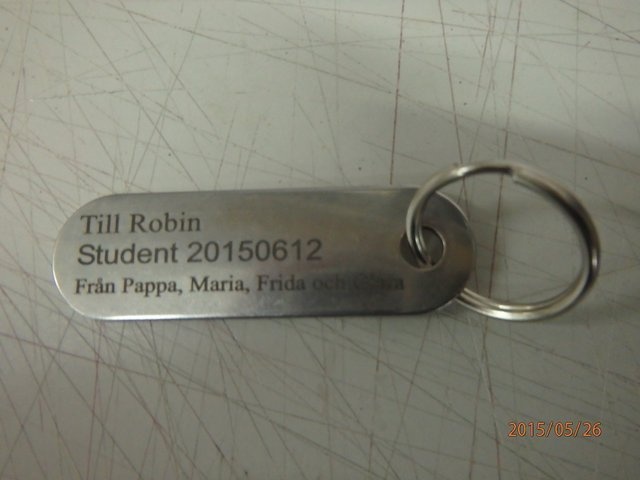 Till Robin
Student 20150612
Från Pappa, Maria, Frida och
2015/05/26